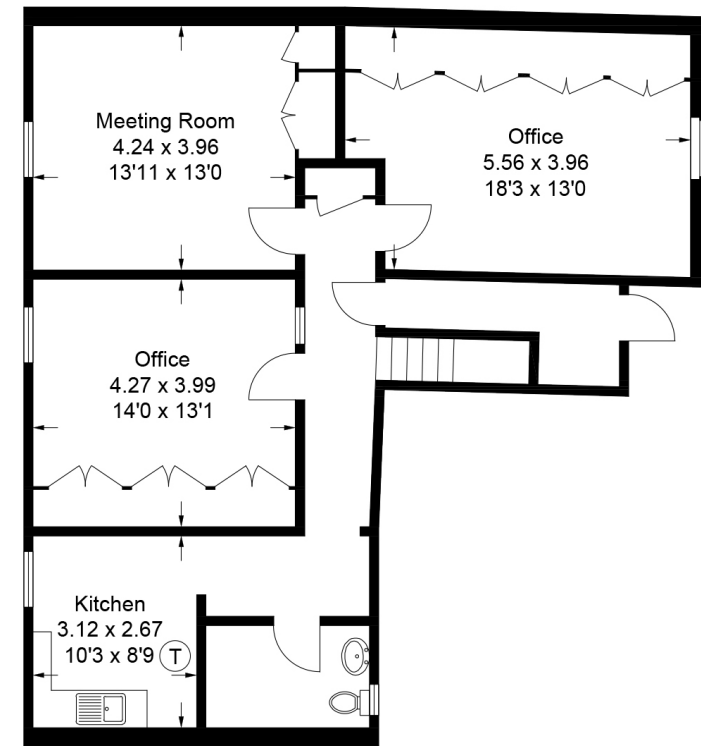 Meeting Room
4.24 x 3.96
13'11 x 13'0
Office
5.56 x 3.96
18'3 x 13'0
Office
4.27 x 3.99
14'0 x 13'1
Kitchen
3.12 x 2.67
10'3 x 8'9
T